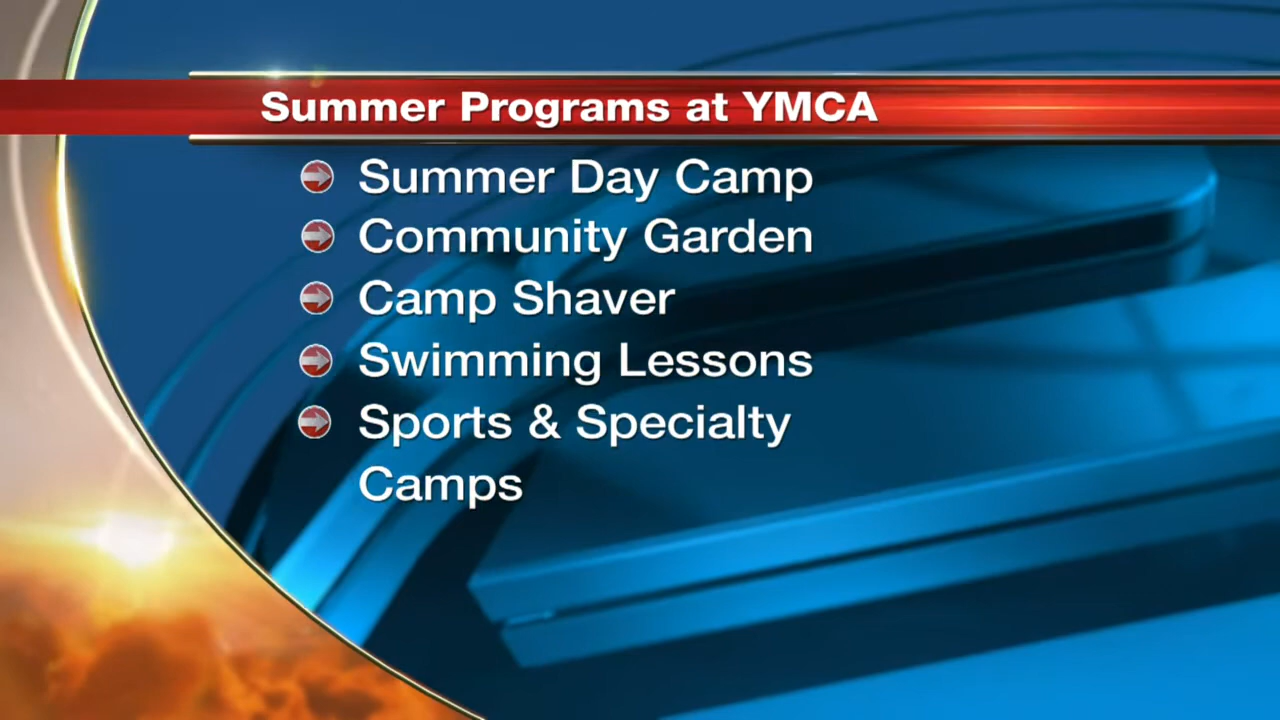 Summer Programs at YMCA
Summer Day Camp
Community Garden
Camp Shaver
Swimming Lessons
Sports & Specialty
Camps